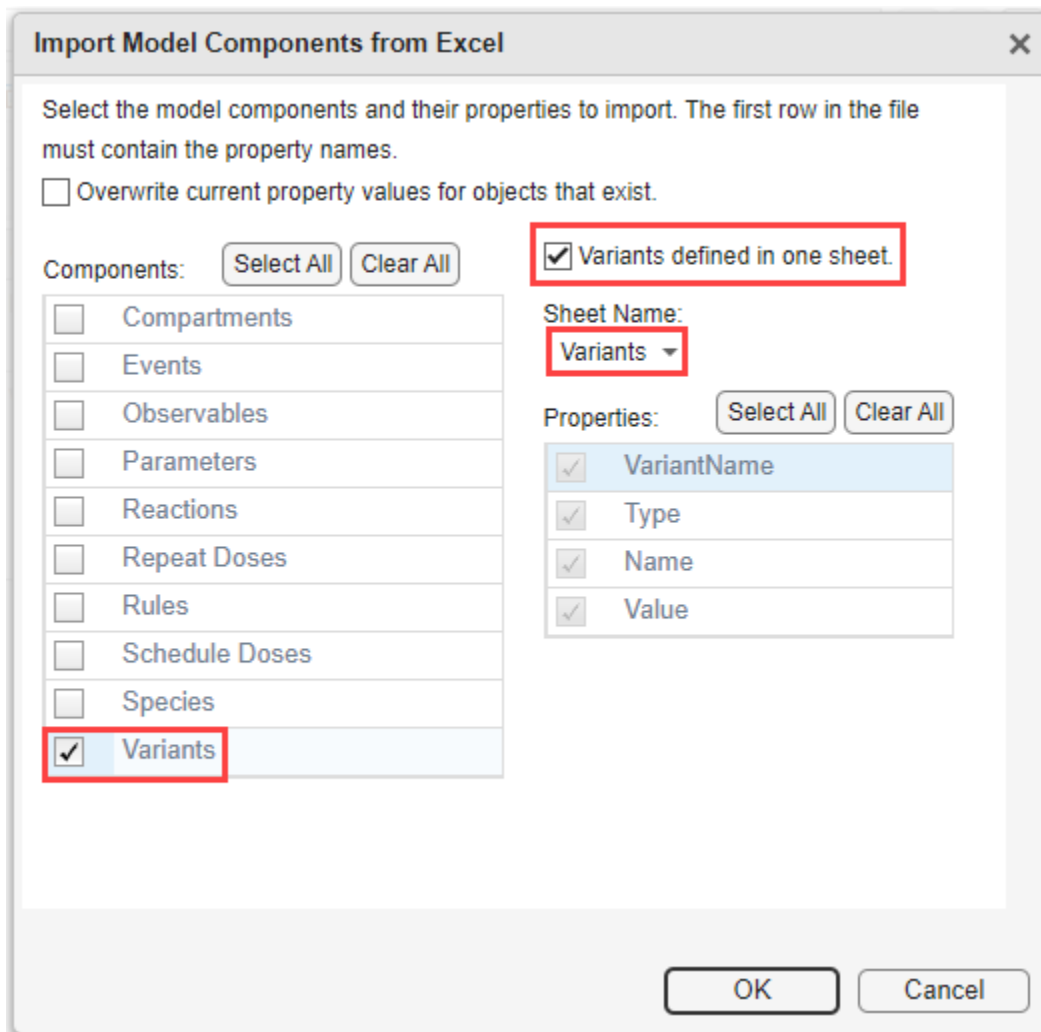 Import Model Components from Excel
Select the model components and their properties to import. The first row in the file
must contain the property names.
Overwrite current property values for objects that exist.
Components:
Select All
Clear All
Compartments
Events
Observables
Parameters
Reactions
Repeat Doses
Rules
Schedule Doses
Species
Variants
Variants defined in one sheet.
Sheet Name:
Variants
Properties:
Select All
Clear All
VariantName
Type
Name
Value
OK
Cancel